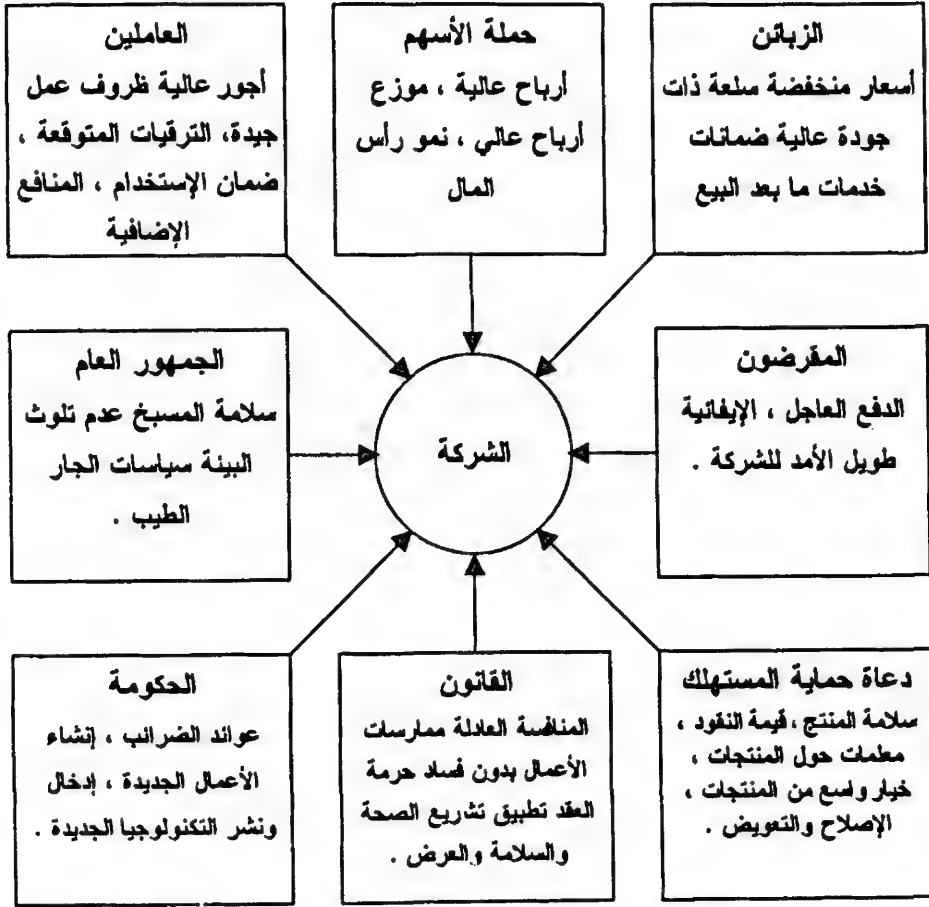 الزبائن
أسعار منخفضة سلعة ذات
جودة عالية ضمانات
خدمات ما بعد البيع
حملة الأسهم
أرباح عالية ، موزع
أرباح عالي ، نمو رأس
المال
العاملين
أجور عالية ظروف عمل
جيدة، الترقيات المتوقعة ،
ضمان الإستخدام ، المنافع
الإضافية
المقرضون
الدفع العاجل ، الإيفائية
طويل الأمد للشركة .
الشركة
الجمهور العام
سلامة المسبخ عدم تلوث
البيئة سياسات الجار
الطيب .
دعاة حماية المستهلك
سلامة المنتج ، قيمة النقود ،
معلمات حول المنتجات ،
خيار واسع من المنتجات ،
الإصلاح والتعويض .
القانون
المنافسة العادلة ممارسات
الأعمال بدون فساد حرمة
العقد تطبيق تشريع الصحة
والسلامة والعرض .
الحكومة
عوائد الضرائب ، إنشاء
الأعمال الجديدة ، إدخال
ونشر التكنولوجيا الجديدة .